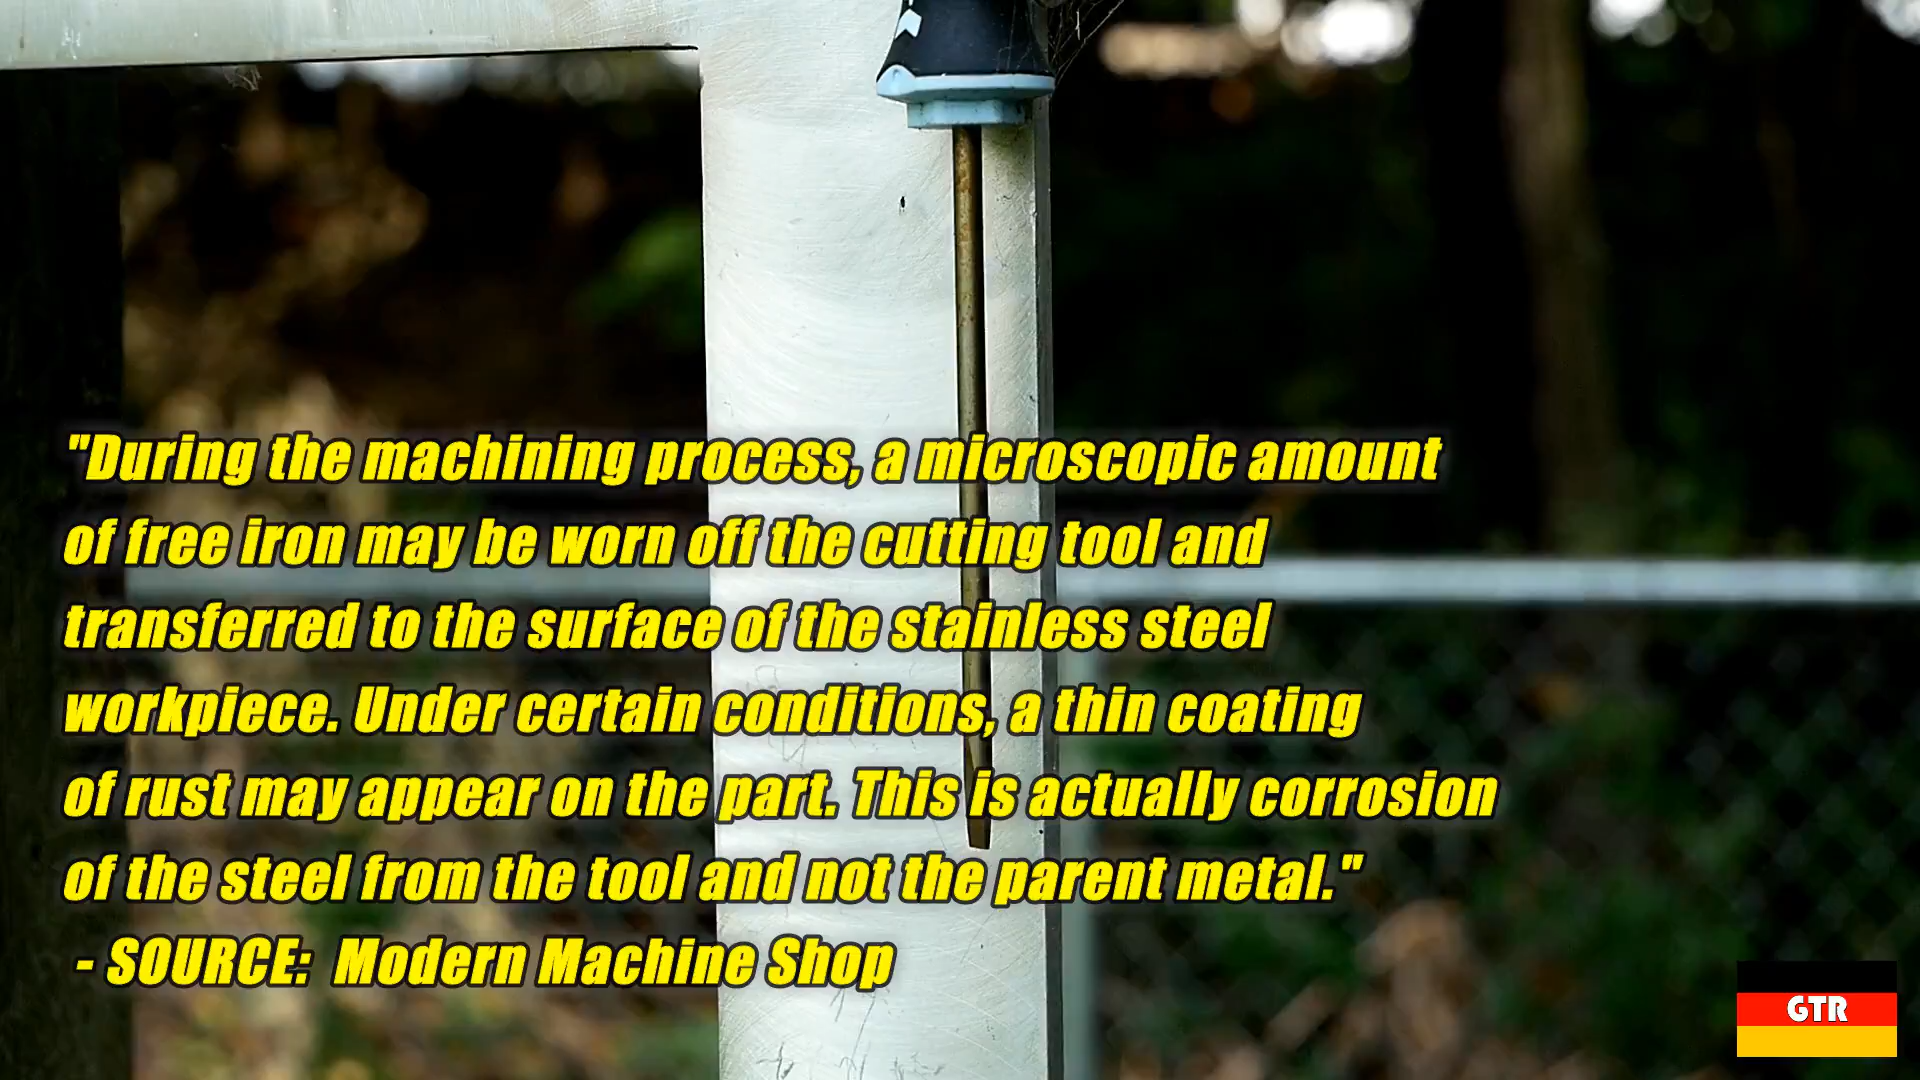 "During the machining process, a microscopic amount
of free iron may be worn off the cutting tool and
transferred to the surface of the stainless steel
workpiece. Under certain conditions, a thin coating
of rust may appear on the part. This is actually corrosion
of the steel from the tool and not the parent metal."
- SOURCE: Modern Machine Shop
GTR